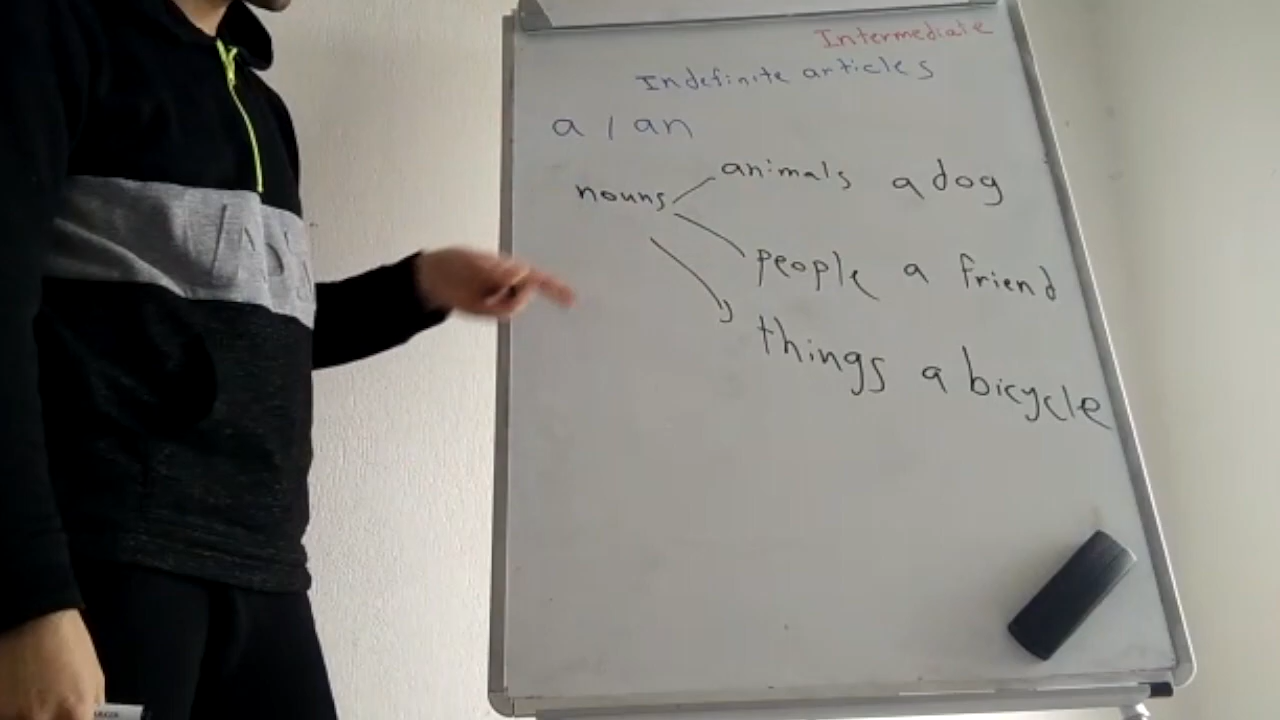 Intermediate
Indefinite articles
a / an
nouns animals a dog
people a friend
things a bicycle